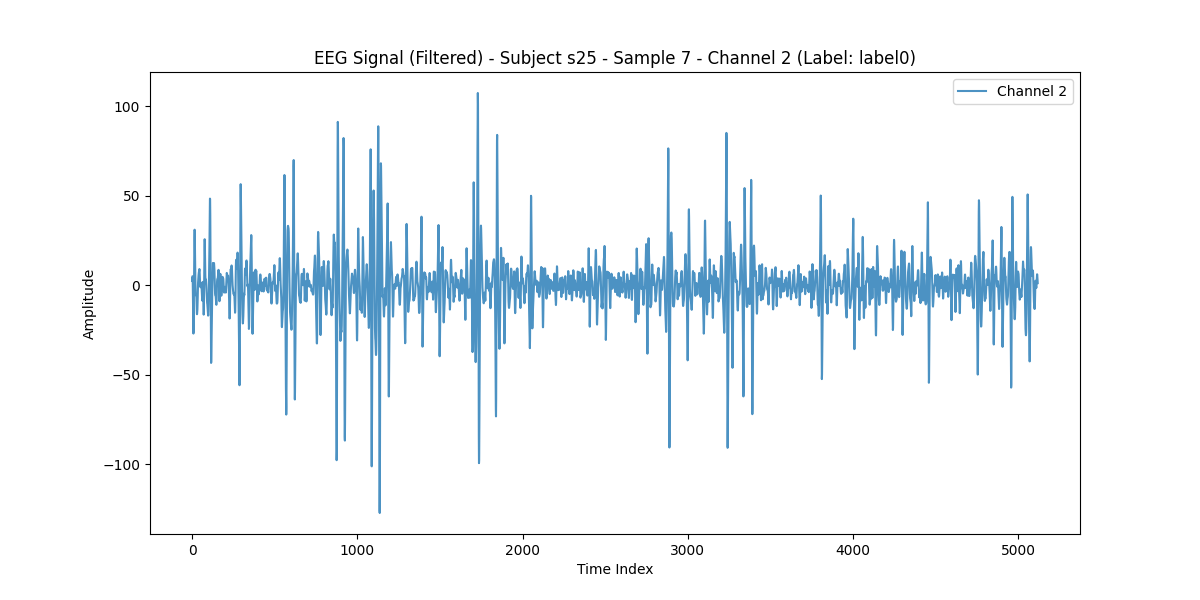 EEG Signal (Filtered) - Subject s25 - Sample 7 - Channel 2 (Label: label0)
Channel 2
100
50
0
−50
−100
Amplitude
0 1000 2000 3000 4000 5000
Time Index